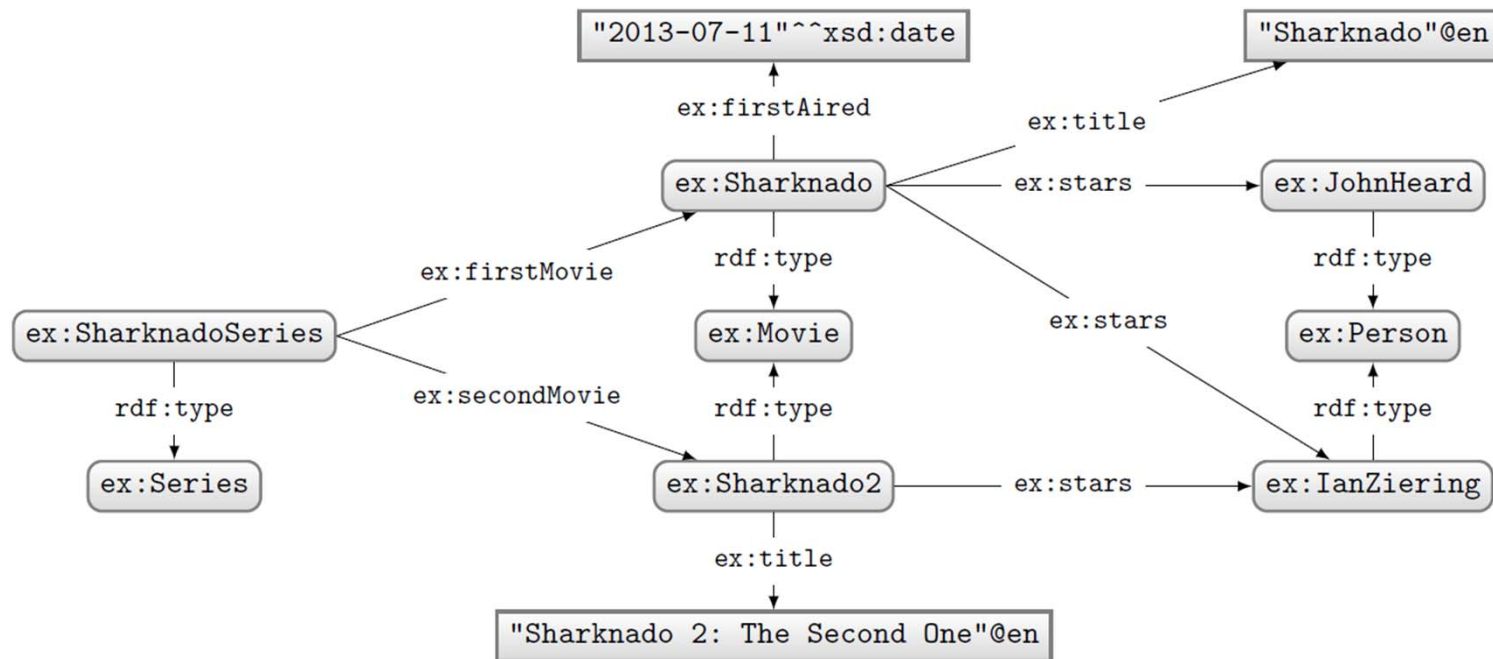 "2013-07-11"^^xsd:date
"Sharknado"@en
ex:firstAired
ex:title
ex:Sharknado
ex:stars
ex:JohnHeard
ex:firstMovie
rdf:type
rdf:type
ex:SharknadoSeries
ex:Movie
ex:stars
ex:Person
rdf:type
ex:secondMovie
rdf:type
rdf:type
ex:Series
ex:Sharknado2
ex:stars
ex:IanZiering
ex:title
"Sharknado 2: The Second One"@en